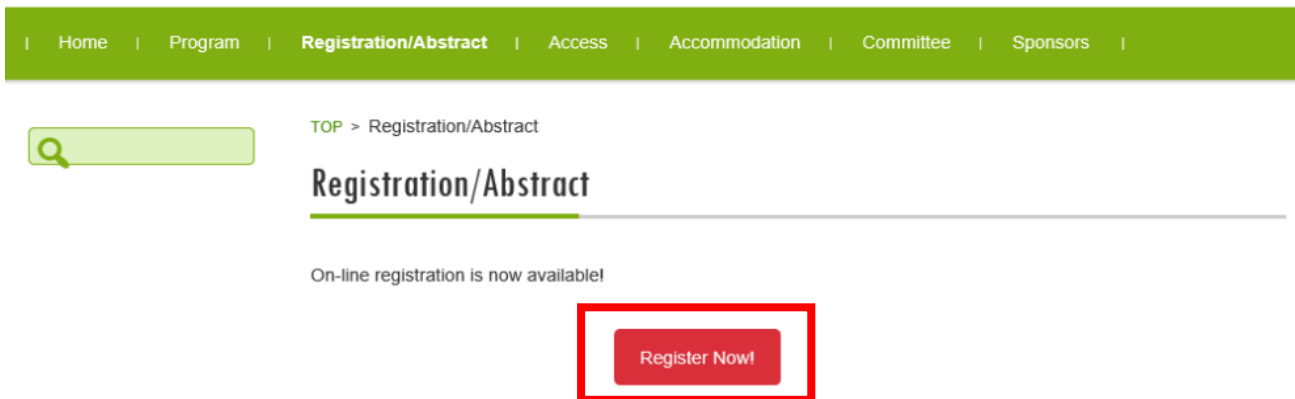 | Home | Program | Registration/Abstract | Access | Accommodation | Committee | Sponsors |
TOP > Registration/Abstract
Registration/Abstract
On-line registration is now available!
Register Now!